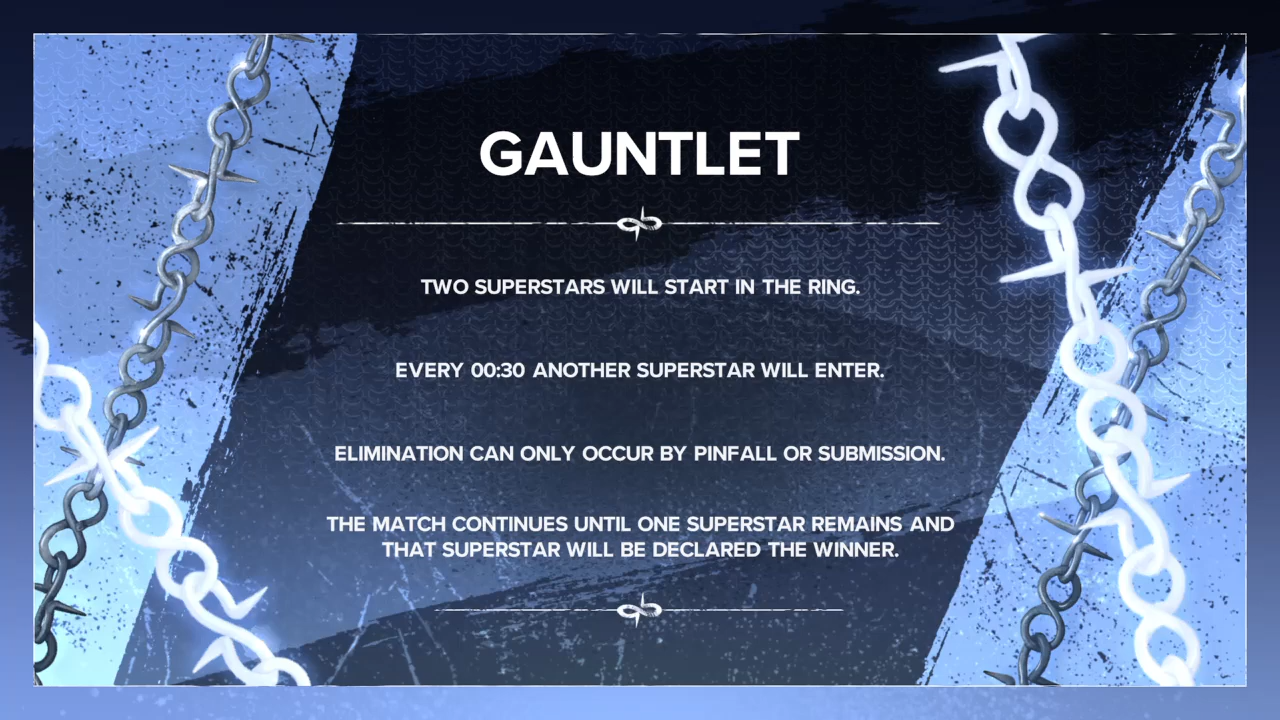 GAUNTLET
TWO SUPERSTARS WILL START IN THE RING.
EVERY 00:30 ANOTHER SUPERSTAR WILL ENTER.
ELIMINATION CAN ONLY OCCUR BY PINFALL OR SUBMISSION.
THE MATCH CONTINUES UNTIL ONE SUPERSTAR REMAINS AND
THAT SUPERSTAR WILL BE DECLARED THE WINNER.